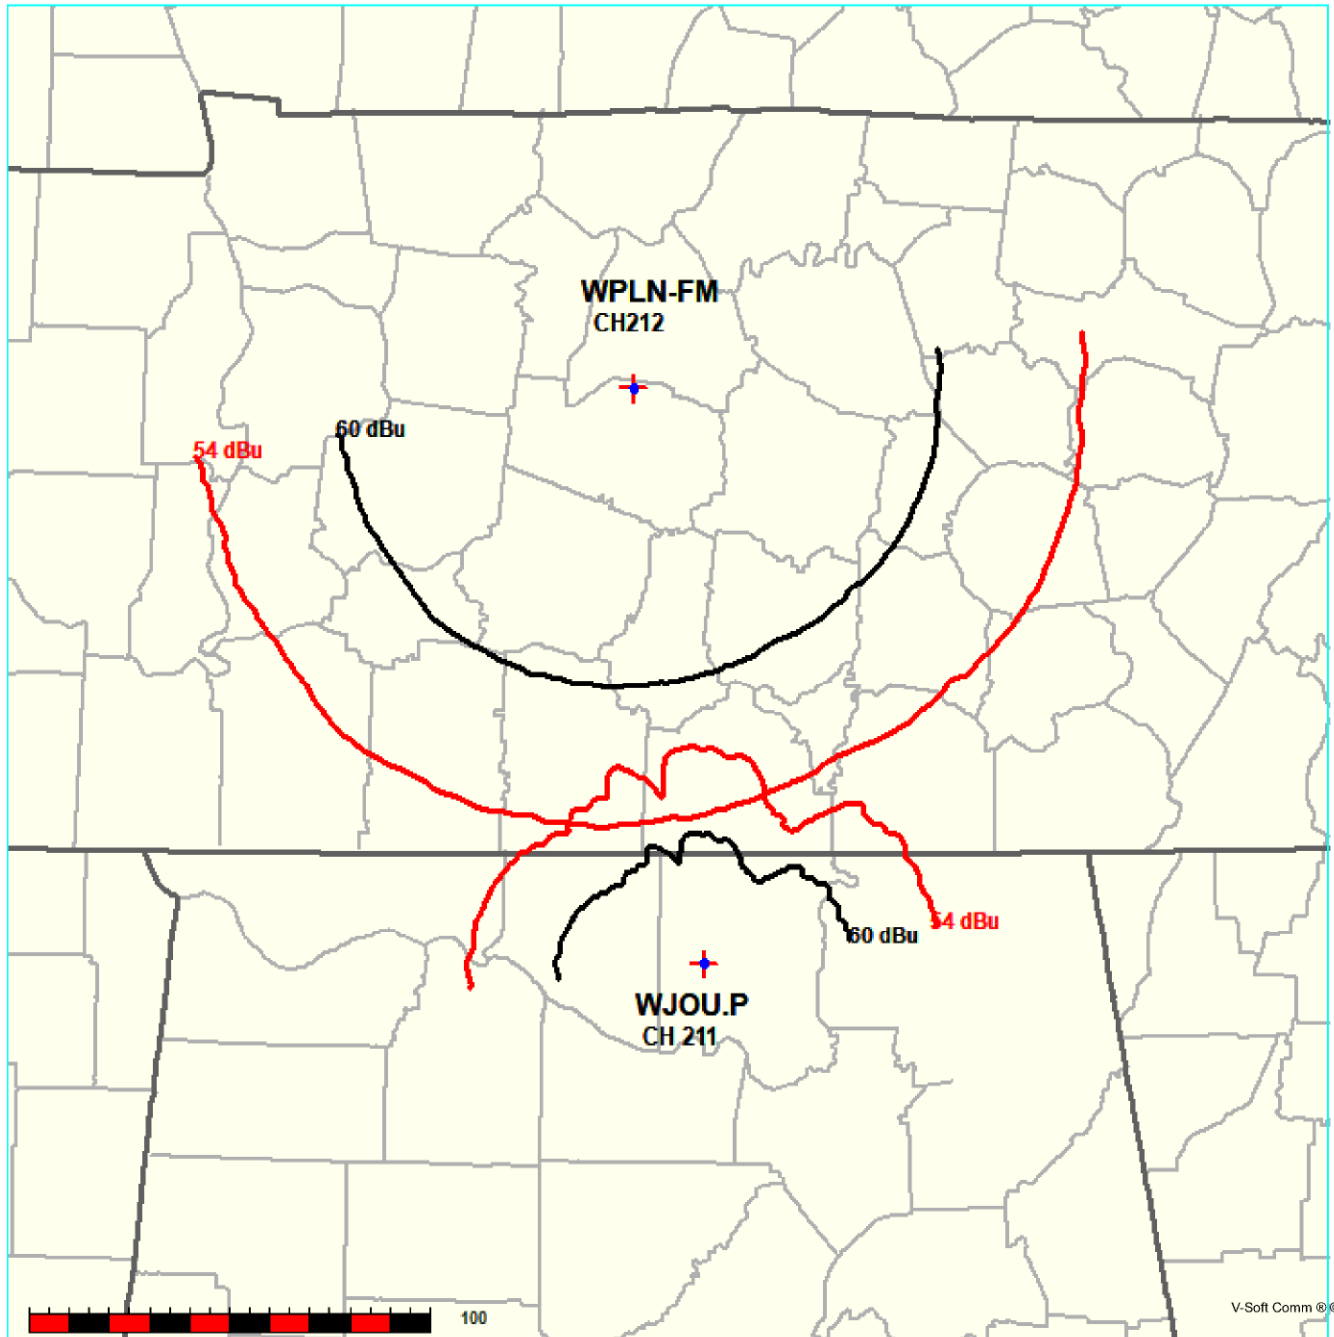 WPLN-FM
CH212
60 dBu
54 dBu
54 dBu
60 dBu
WJOU.P
CH 211
100
V-Soft Comm ® ©